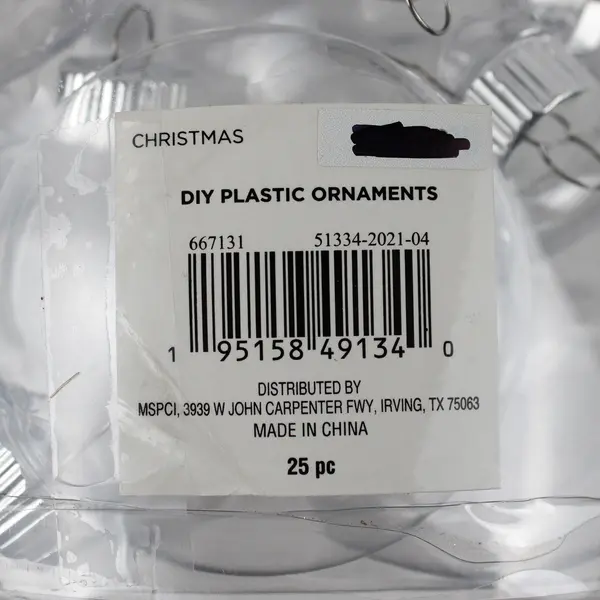 CHRISTMAS
DIY PLASTIC ORNAMENTS
667131 51334-2021-04
1 95158 49134 0
DISTRIBUTED BY
MSPCI, 3939 W JOHN CARPENTER FWY, IRVING, TX 75063
MADE IN CHINA
25 pc